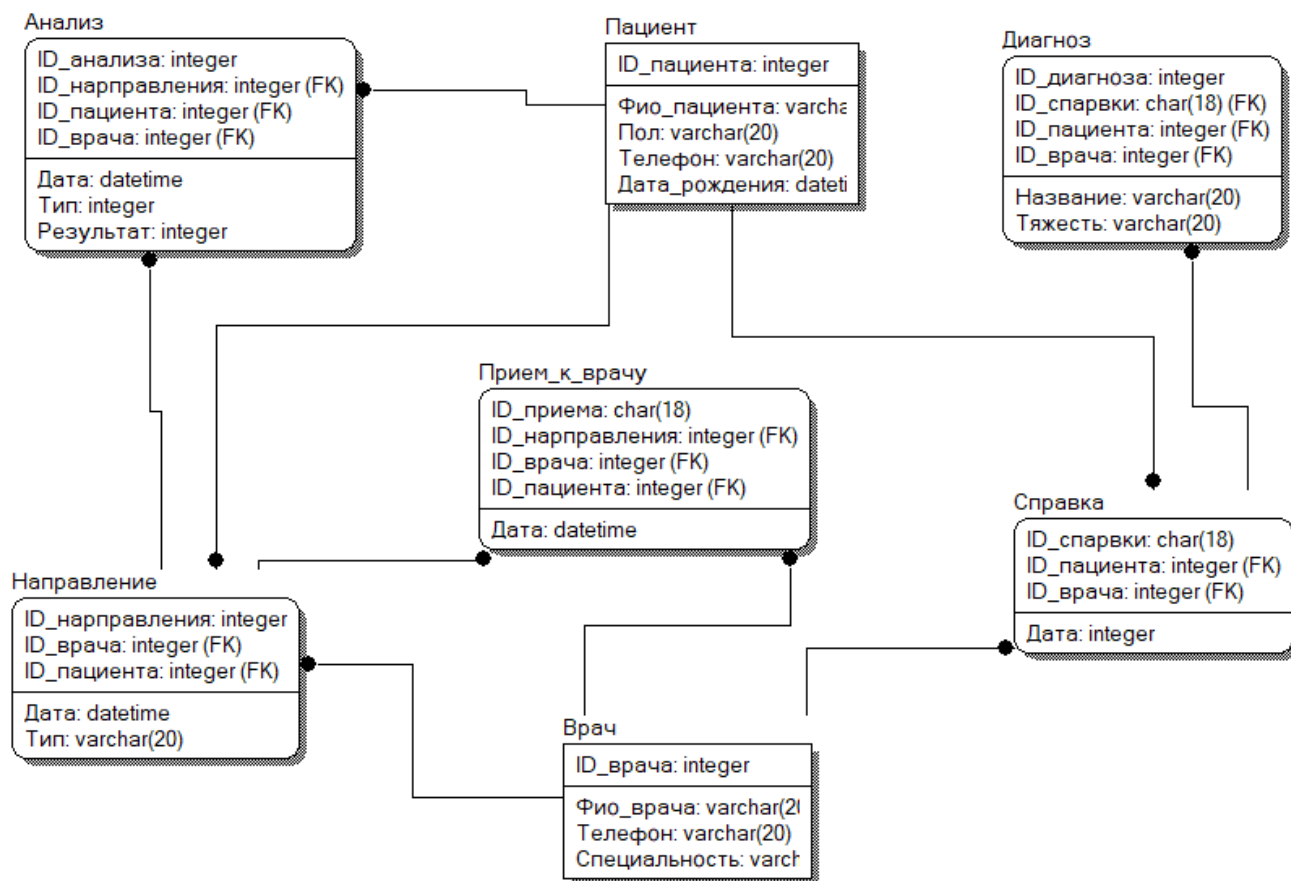 Анализ
ID_анализа: integer
ID_нарправления: integer (FK)
ID_пациента: integer (FK)
ID_врача: integer (FK)
Дата: datetime
Тип: integer
Результат: integer
Пациент
ID_пациента: integer
Фио_пациента: varcha
Пол: varchar(20)
Телефон: varchar(20)
Дата_рождения: dateti
Диагноз
ID_диагноза: integer
ID_спарвки: char(18) (FK)
ID_пациента: integer (FK)
ID_врача: integer (FK)
Название: varchar(20)
Тяжесть: varchar(20)
Прием_к_врачу
ID_приема: char(18)
ID_нарправления: integer (FK)
ID_врача: integer (FK)
ID_пациента: integer (FK)
Дата: datetime
Справка
ID_спарвки: char(18)
ID_пациента: integer (FK)
ID_врача: integer (FK)
Дата: integer
Направление
ID_нарправления: integer
ID_врача: integer (FK)
ID_пациента: integer (FK)
Дата: datetime
Тип: varchar(20)
Врач
ID_врача: integer
Фио_врача: varchar(20
Телефон: varchar(20)
Специальность: varch